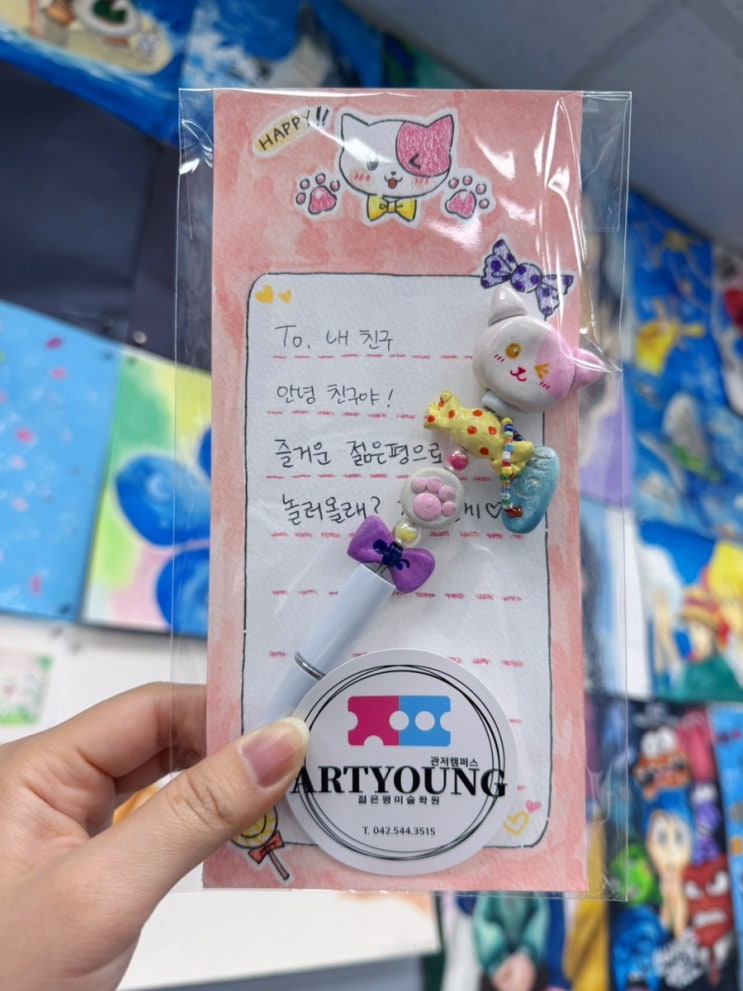 HAPPY!!
To. 내 친구
안녕 친구야!
즐거운 젊은평으로
놀러올래?
관저캠퍼스
ARTYOUNG
젊은평미술학원
T. 042.544.3515